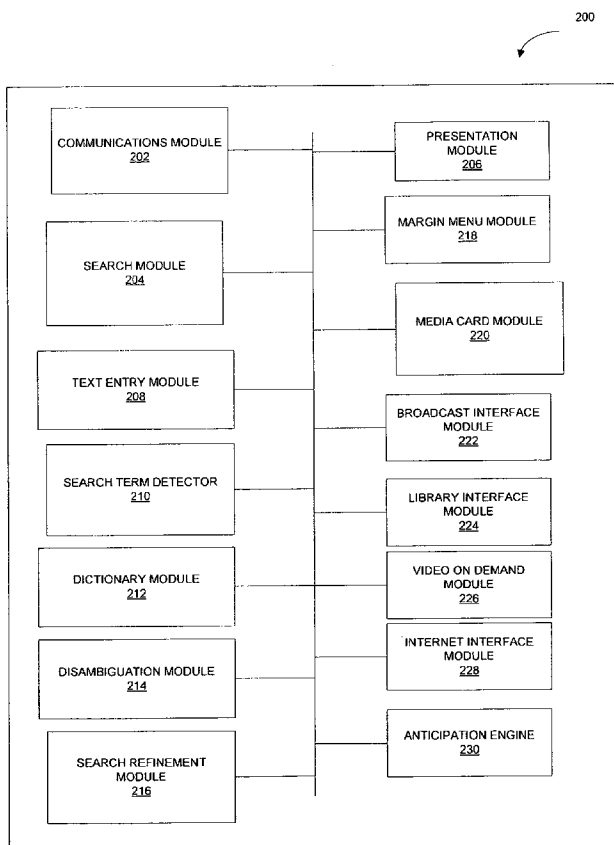 200
COMMUNICATIONS MODULE
202
SEARCH MODULE
204
TEXT ENTRY MODULE
208
SEARCH TERM DETECTOR
210
DICTIONARY MODULE
212
DISAMBIGUATION MODULE
214
SEARCH REFINEMENT
MODULE
216
PRESENTATION
MODULE
206
MARGIN MENU MODULE
218
MEDIA CARD MODULE
220
BROADCAST INTERFACE
MODULE
222
LIBRARY INTERFACE
MODULE
224
VIDEO ON DEMAND
MODULE
226
INTERNET INTERFACE
MODULE
228
ANTICIPATION ENGINE
230